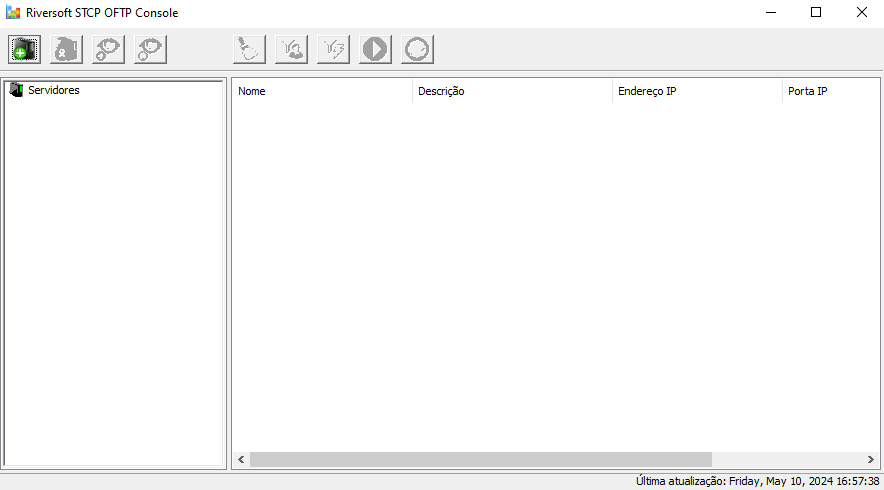 Riversoft STCP OFTP Console
Servidores
Nome Descrição Endereço IP Porta IP
Última atualização: Friday, May 10, 2024 16:57:38